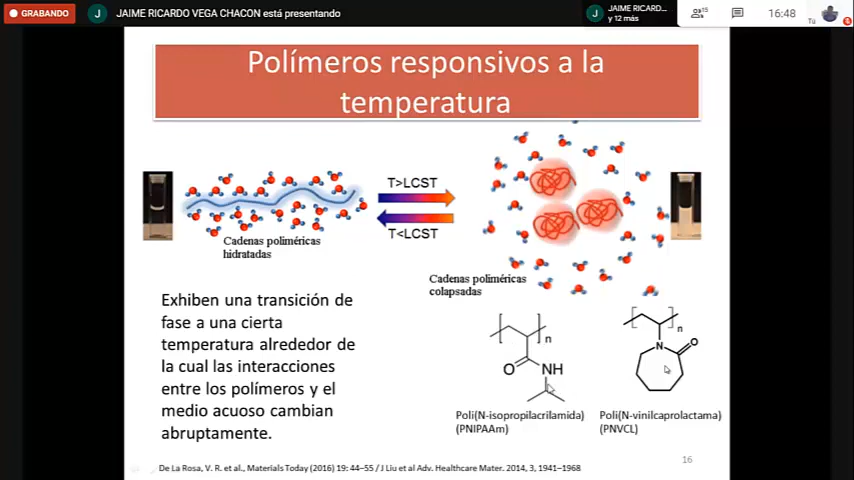 GRABANDO
J
JAIME RICARDO VEGA CHACON está presentando
J
JAIME RICARD...
y 12 más
15
16:48
Tú
Polímeros responsivos a la
temperatura
T>LCST
T<LCST
Cadenas poliméricas
hidratadas
Cadenas poliméricas
colapsadas
Exhiben una transición de
fase a una cierta
temperatura alrededor de
la cual las interacciones
entre los polímeros y el
medio acuoso cambian
abruptamente.
n
O
NH
n
N
O
Poli(N-isopropilacrilamida)
(PNIPAAm)
Poli(N-vinilcaprolactama)
(PNVCL)
16
De La Rosa, V. R. et al., Materials Today (2016) 19: 44–55 / J Liu et al Adv. Healthcare Mater. 2014, 3, 1941–1968